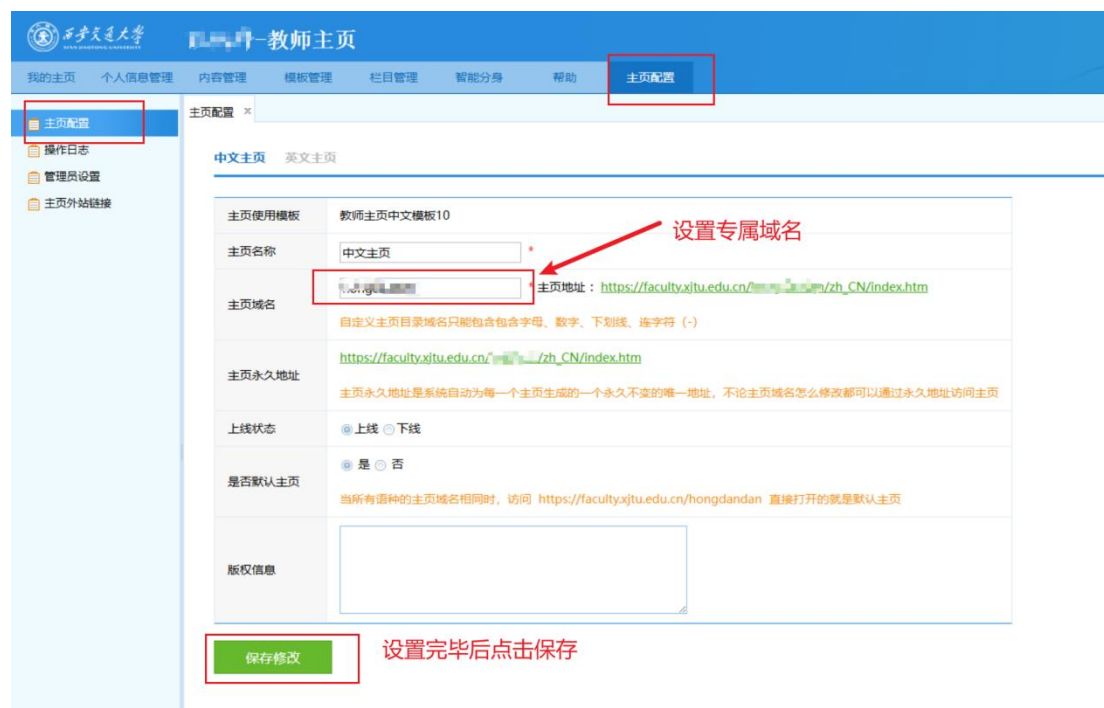 西安交通大学
XI'AN JIAOTONG UNIVERSITY
-教师主页
我的主页 个人信息管理 内容管理 模板管理 栏目管理 智能分身 帮助 主页配置
主页配置
操作日志
管理员设置
主页外站链接
主页配置 ×
中文主页 英文主页
主页使用模板 教师主页中文模板10
设置专属域名
主页名称 中文主页 *
主页域名 * 主页地址： https://faculty.xjtu.edu.cn/ /zh_CN/index.htm
自定义主页目录域名只能包含包含字母、数字、下划线、连字符（-）
主页永久地址 https://faculty.xjtu.edu.cn/ /zh_CN/index.htm
主页永久地址是系统自动为每一个主页生成的一个永久不变的唯一地址，不论主页域名怎么修改都可以通过永久地址访问主页
上线状态 上线 下线
是否默认主页 是 否
当所有语种的主页域名相同时，访问 https://faculty.xjtu.edu.cn/hongdandan 直接打开的就是默认主页
版权信息
保存修改 设置完毕后点击保存